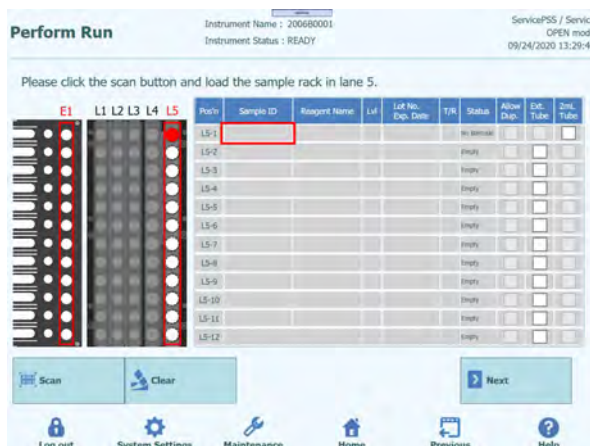 Perform Run
Instrument Name : 200680001
Instrument Status : READY
ServicePSS / Servic
OPEN mod
09/24/2020 13:29:4
Please click the scan button and load the sample rack in lane 5.
E1 L1 L2 L3 L4 L5
Pos'n Sample ID Reagent Name Lvl Lot No. Exp. Date T/R Status Allow Dup. Ext. Tube 2mL Tube
L5-1 No Barcode
L5-2 Empty
L5-3 Empty
L5-4 Empty
L5-5 Empty
L5-6 Empty
L5-7 Empty
L5-8 Empty
L5-9 Empty
L5-10 Empty
L5-11 Empty
L5-12 Empty
Scan Clear Next
Log out System Settings Maintenance Home Previous Help